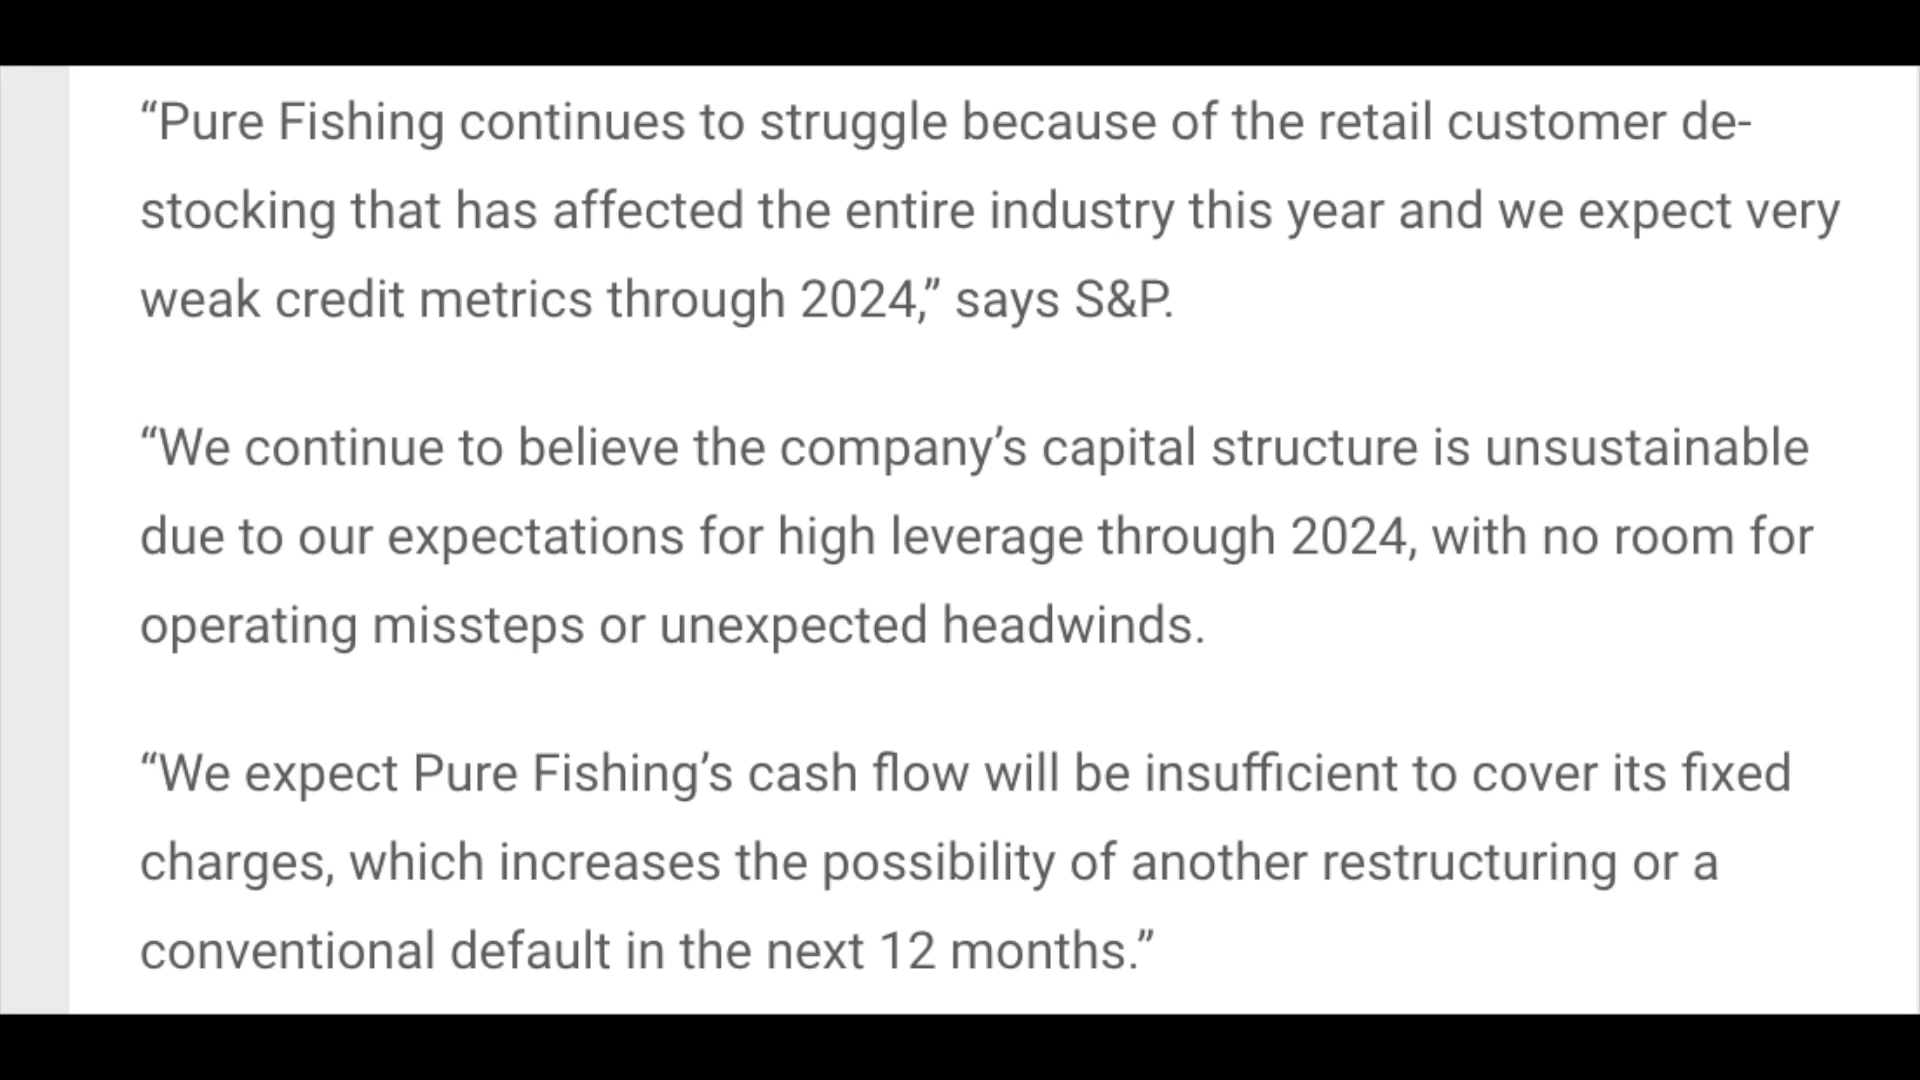 “Pure Fishing continues to struggle because of the retail customer de-
stocking that has affected the entire industry this year and we expect very
weak credit metrics through 2024,” says S&P.
“We continue to believe the company’s capital structure is unsustainable
due to our expectations for high leverage through 2024, with no room for
operating missteps or unexpected headwinds.
“We expect Pure Fishing’s cash flow will be insufficient to cover its fixed
charges, which increases the possibility of another restructuring or a
conventional default in the next 12 months.”